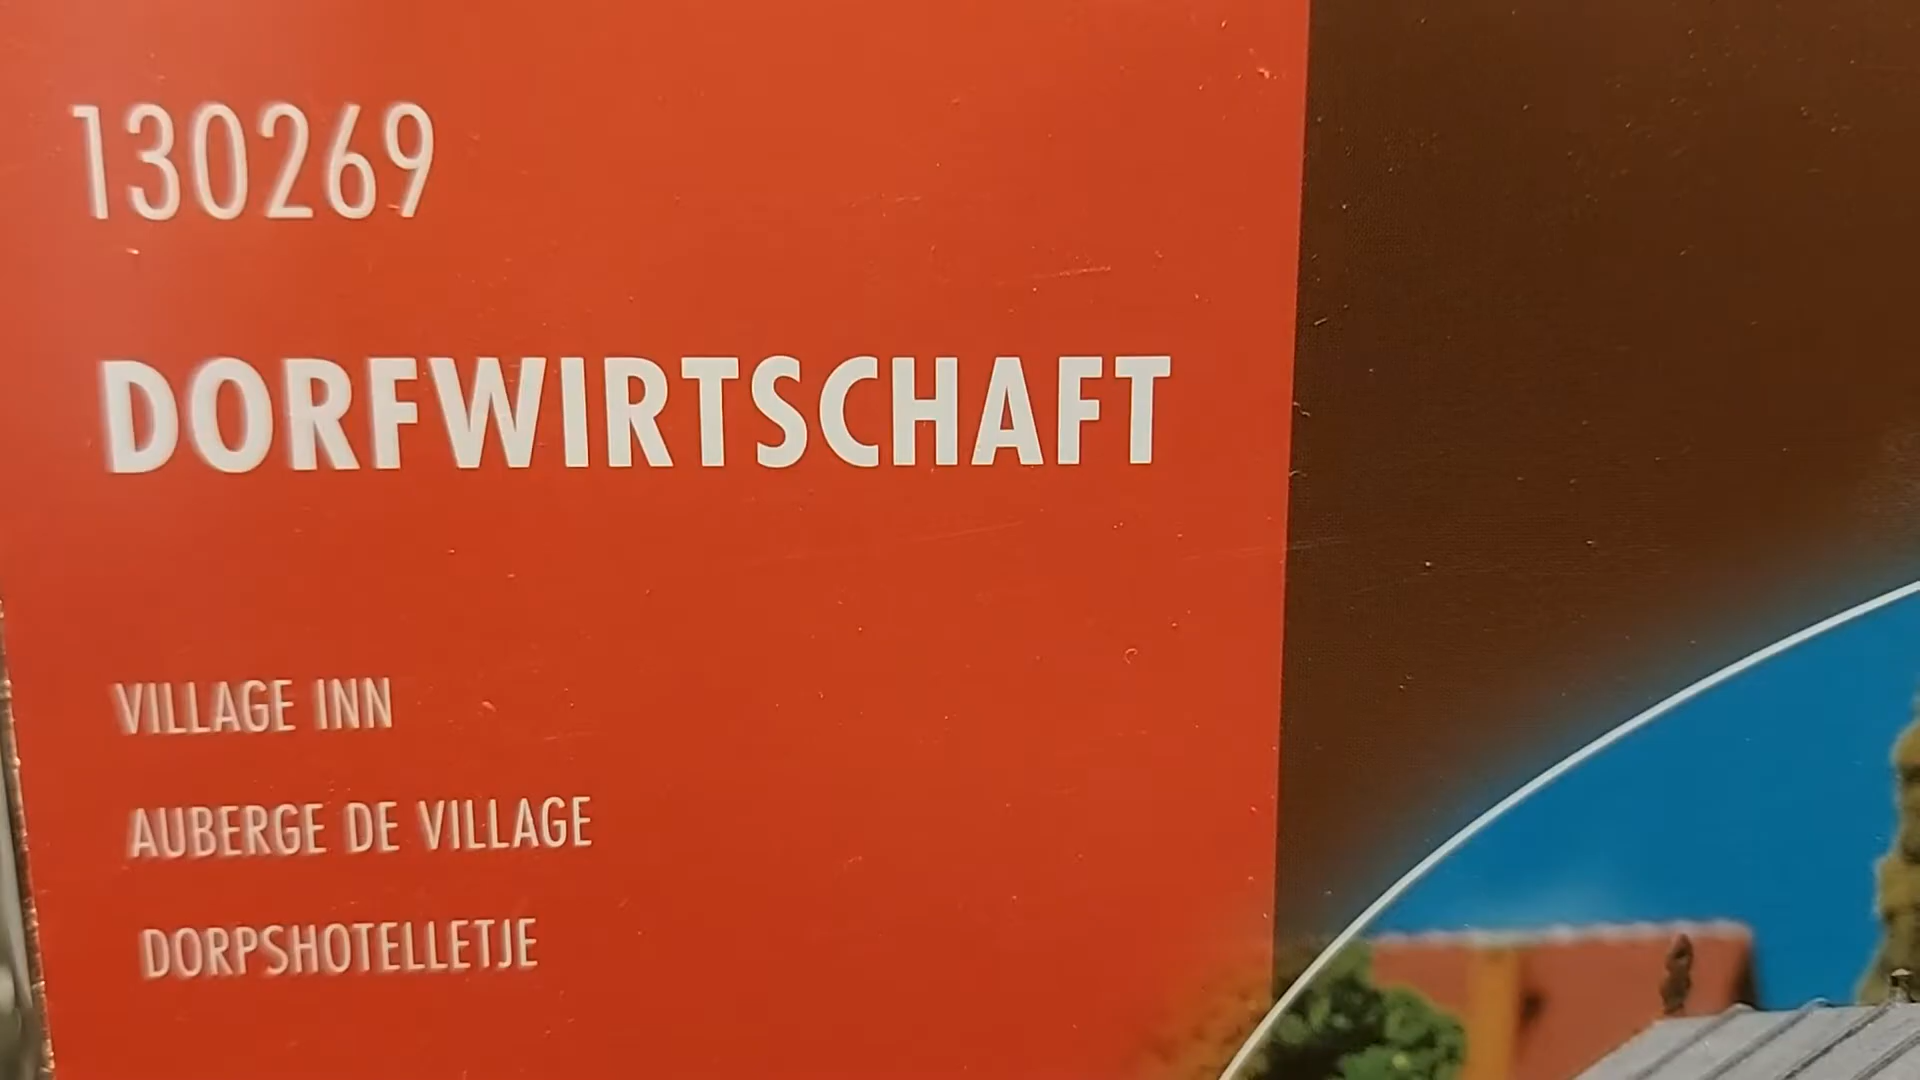 130269
DORFWIRTSCHAFT
VILLAGE INN
AUBERGE DE VILLAGE
DORPSHOTELLETJE